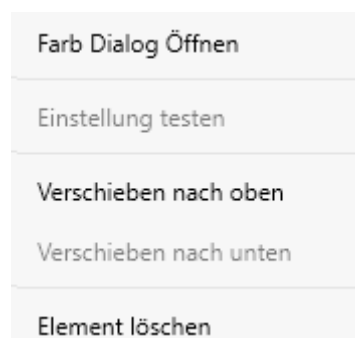 Farb Dialog Öffnen
Einstellung testen
Verschieben nach oben
Verschieben nach unten
Element löschen